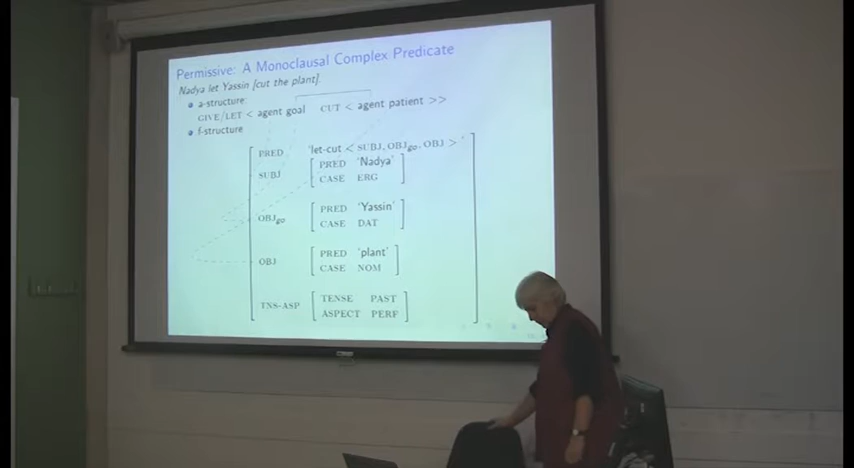 Permissive: A Monoclausal Complex Predicate
Nadya let Yassin [cut the plant].
a-structure:
GIVE/LET < agent goal CUT < agent patient >>
f-structure
PRED 'let-cut < SUBJ, OBJgo, OBJ > '
SUBJ [ PRED 'Nadya' ]
CASE ERG
OBJgo [ PRED 'Yassin' ]
CASE DAT
OBJ [ PRED 'plant' ]
CASE NOM
TNS-ASP [ TENSE PAST ]
ASPECT PERF